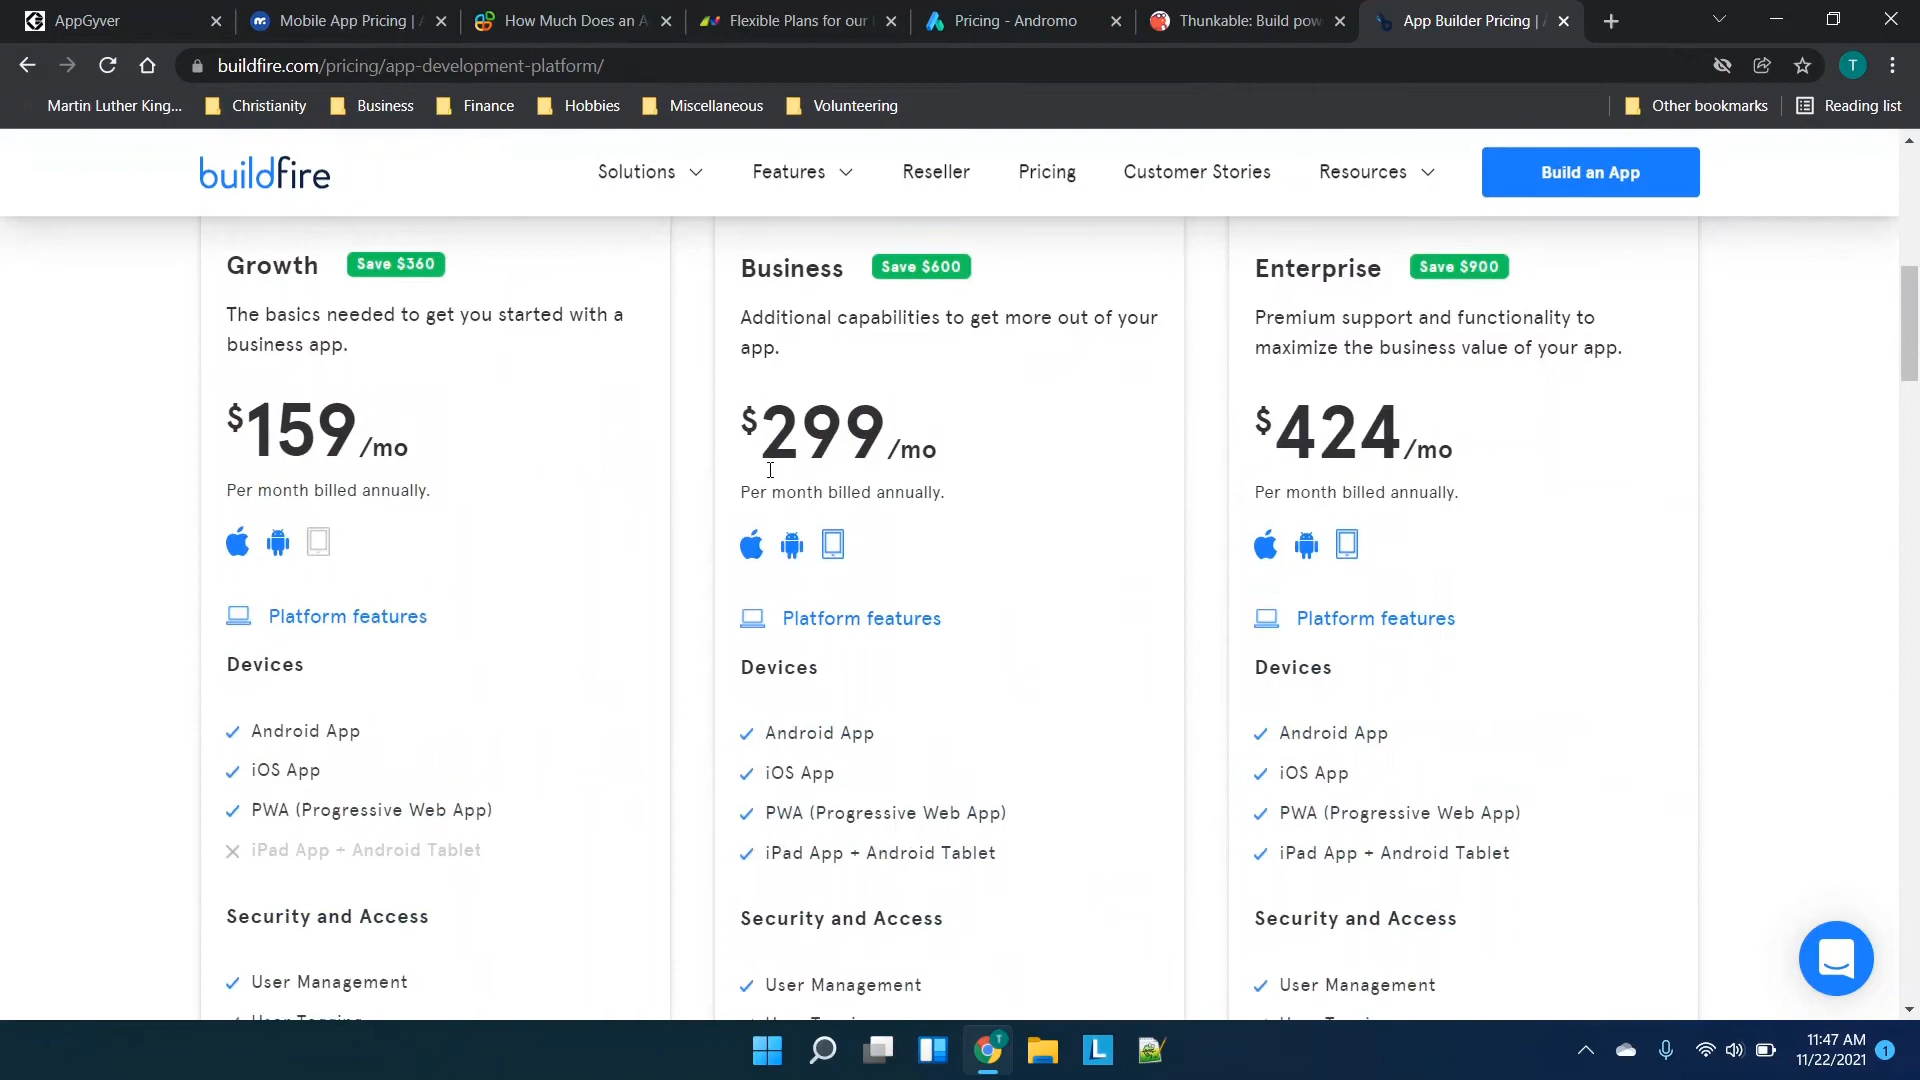 AppGyver
Mobile App Pricing |
How Much Does an A
Flexible Plans for our
Pricing - Andromo
Thunkable: Build pow
App Builder Pricing |
buildfire.com/pricing/app-development-platform/
T
Martin Luther King...
Christianity
Business
Finance
Hobbies
Miscellaneous
Volunteering
Other bookmarks
Reading list
buildfire
Solutions
Features
Reseller
Pricing
Customer Stories
Resources
Build an App
Growth Save $360
The basics needed to get you started with a
business app.
$159/mo
Per month billed annually.
Platform features
Devices
Android App
iOS App
PWA (Progressive Web App)
iPad App + Android Tablet
Security and Access
User Management
Business Save $600
Additional capabilities to get more out of your
app.
$299/mo
Per month billed annually.
Platform features
Devices
Android App
iOS App
PWA (Progressive Web App)
iPad App + Android Tablet
Security and Access
User Management
Enterprise Save $900
Premium support and functionality to
maximize the business value of your app.
$424/mo
Per month billed annually.
Platform features
Devices
Android App
iOS App
PWA (Progressive Web App)
iPad App + Android Tablet
Security and Access
User Management
T
L
11:47 AM
11/22/2021
1